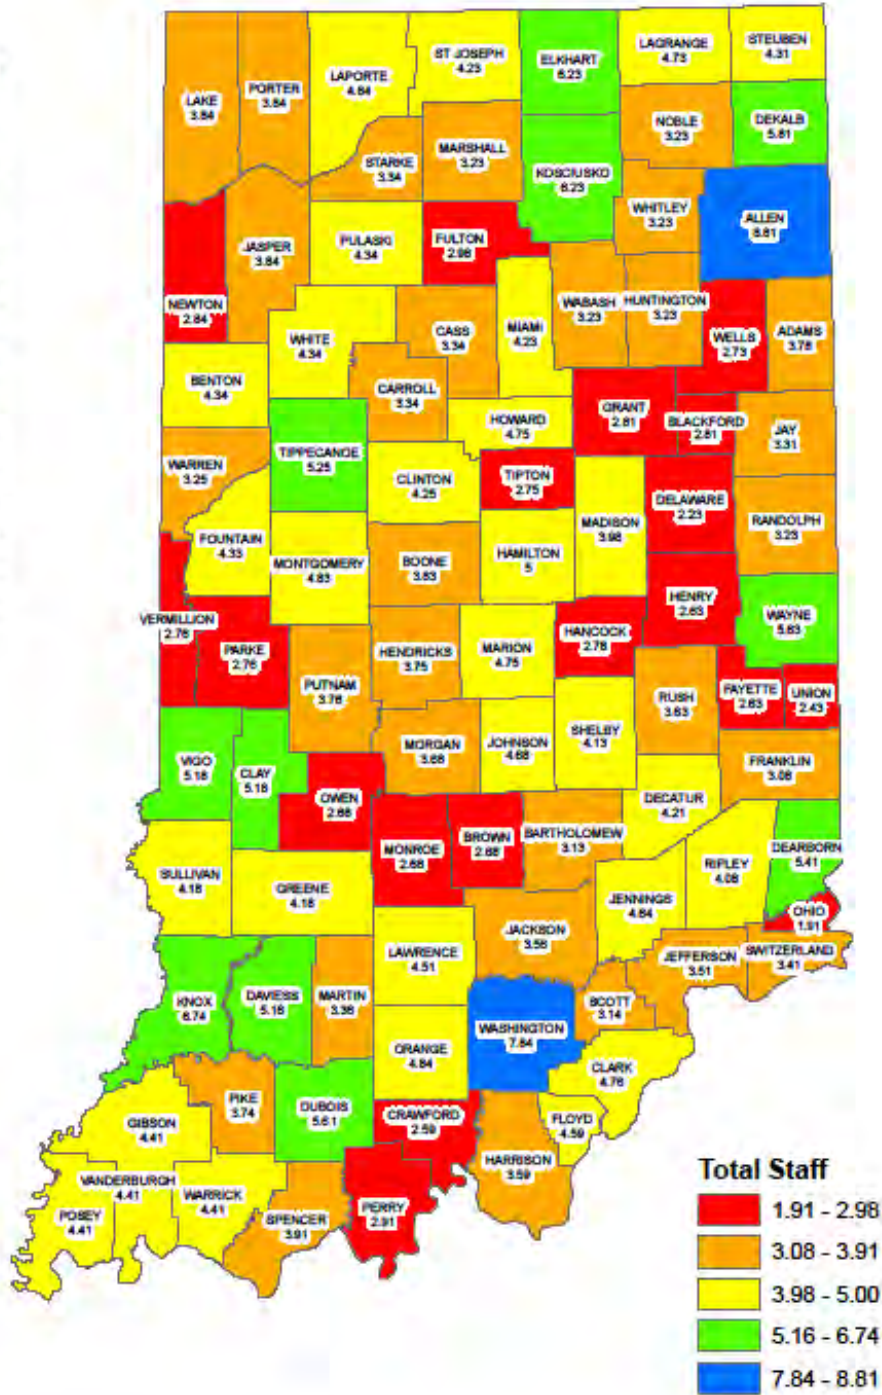 ST JOSEPH
4.23
ELKHART
6.23
LAGRANGE
4.73
STEUBEN
4.31
LAPORTE
4.84
PORTER
3.84
LAKE
3.84
NOBLE
3.23
DEKALB
5.81
STARKE
3.34
MARSHALL
3.23
KOSCIUSKO
6.23
WHITLEY
3.23
ALLEN
8.81
JASPER
3.84
PULASKI
4.34
FULTON
2.98
NEWTON
2.84
WABASH
3.23
HUNTINGTON
3.23
WHITE
4.34
CASS
3.34
MIAMI
4.23
WELLS
2.73
ADAMS
3.78
BENTON
4.34
CARROLL
3.34
HOWARD
4.75
GRANT
2.81
BLACKFORD
2.81
JAY
3.31
WARREN
3.25
TIPPECANOE
5.25
CLINTON
4.25
TIPTON
2.75
DELAWARE
2.23
RANDOLPH
3.23
FOUNTAIN
4.33
MONTGOMERY
4.83
BOONE
3.83
HAMILTON
5
MADISON
3.98
HENRY
2.63
WAYNE
5.63
VERMILLION
2.76
PARKE
2.76
HENDRICKS
3.75
MARION
4.75
HANCOCK
2.78
PUTNAM
3.76
RUSH
3.63
FAYETTE
2.63
UNION
2.43
VIGO
5.18
CLAY
5.18
MORGAN
3.68
JOHNSON
4.68
SHELBY
4.13
FRANKLIN
3.08
OWEN
2.68
DECATUR
4.21
MONROE
2.68
BROWN
2.68
BARTHOLOMEW
3.13
RIPLEY
4.08
DEARBORN
5.41
SULLIVAN
4.18
GREENE
4.18
JENNINGS
4.64
OHIO
1.91
LAWRENCE
4.51
JACKSON
3.56
JEFFERSON
3.51
SWITZERLAND
3.41
KNOX
6.74
DAVIESS
5.18
MARTIN
3.38
SCOTT
3.14
WASHINGTON
7.84
ORANGE
4.84
CLARK
4.76
PIKE
3.74
DUBOIS
5.61
CRAWFORD
2.59
FLOYD
4.59
GIBSON
4.41
HARRISON
3.59
VANDERBURGH
4.41
WARRICK
4.41
POSEY
4.41
SPENCER
3.91
PERRY
2.91
Total Staff
1.91 - 2.98
3.08 - 3.91
3.98 - 5.00
5.16 - 6.74
7.84 - 8.81